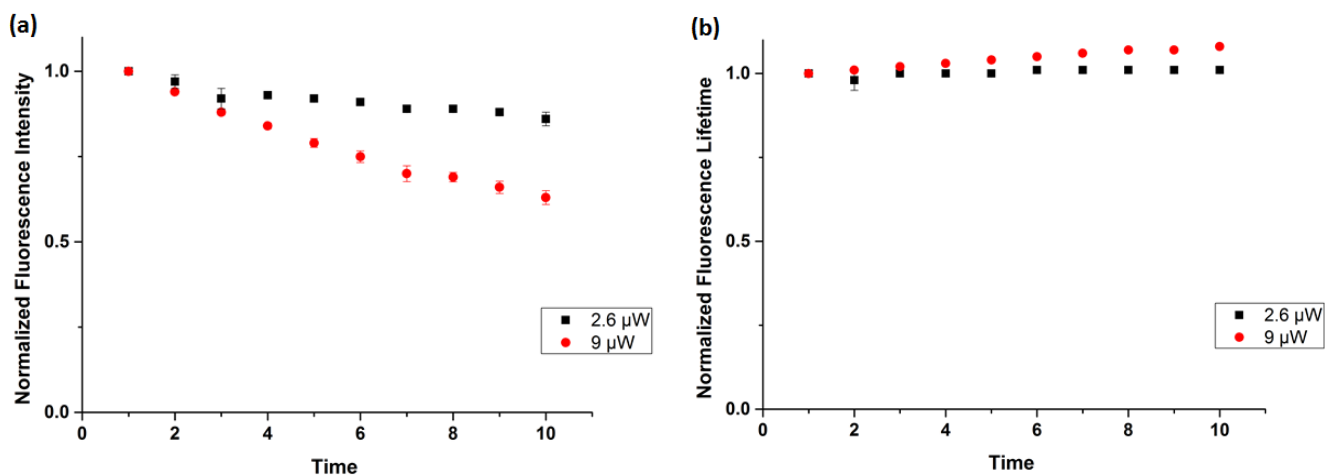 (a)
Normalized Fluorescence Intensity
1.0
0.5
0.0
0 2 4 6 8 10
Time
2.6 µW
9 µW
(b)
Normalized Fluorescence Lifetime
1.0
0.5
0.0
0 2 4 6 8 10
Time
2.6 µW
9 µW